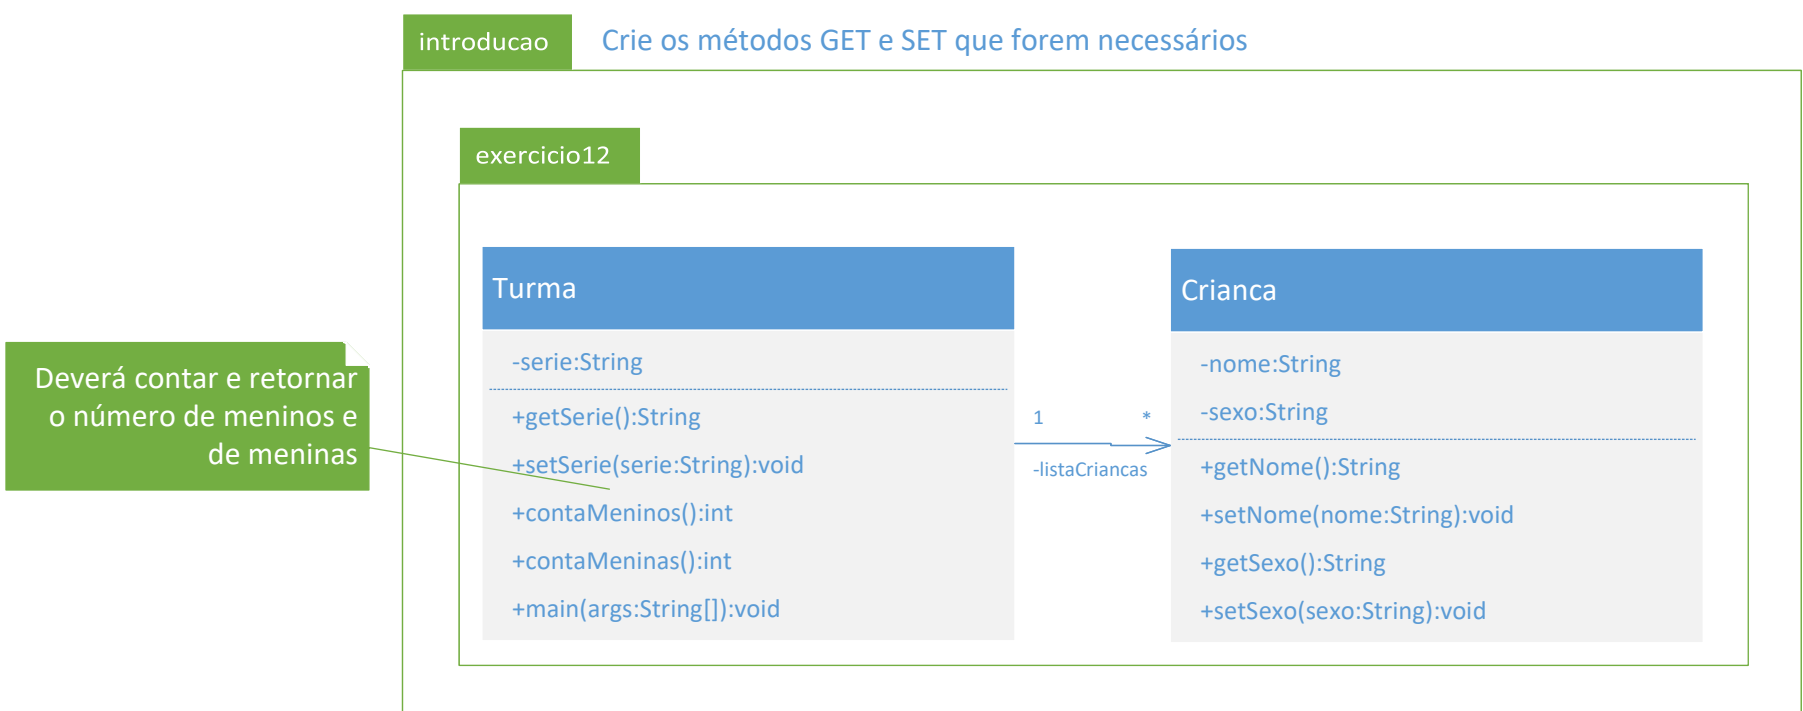 introducao
Crie os métodos GET e SET que forem necessários
exercicio12
Deverá contar e retornar
o número de meninos e
de meninas
Turma
-serie:String
+getSerie():String
+setSerie(serie:String):void
+contaMeninos():int
+contaMeninas():int
+main(args:String[]):void
1
*
-listaCriancas
Crianca
-nome:String
-sexo:String
+getNome():String
+setNome(nome:String):void
+getSexo():String
+setSexo(sexo:String):void